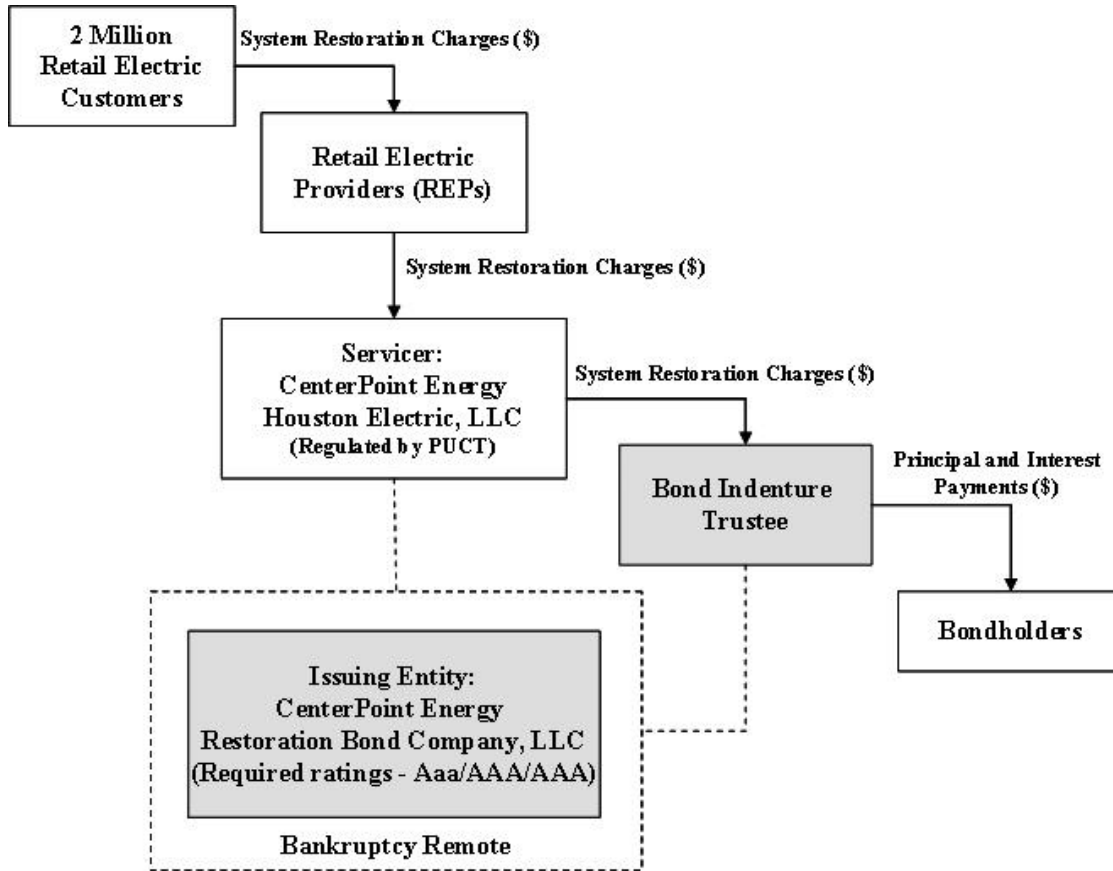 2 Million
Retail Electric
Customers
System Restoration Charges ($)
Retail Electric
Providers (REPs)
System Restoration Charges ($)
Servicer:
CenterPoint Energy
Houston Electric, LLC
(Regulated by PUCT)
System Restoration Charges ($)
Bond Indenture
Trustee
Principal and Interest
Payments ($)
Bondholders
Issuing Entity:
CenterPoint Energy
Restoration Bond Company, LLC
(Required ratings - Aaa/AAA/AAA)
Bankruptcy Remote